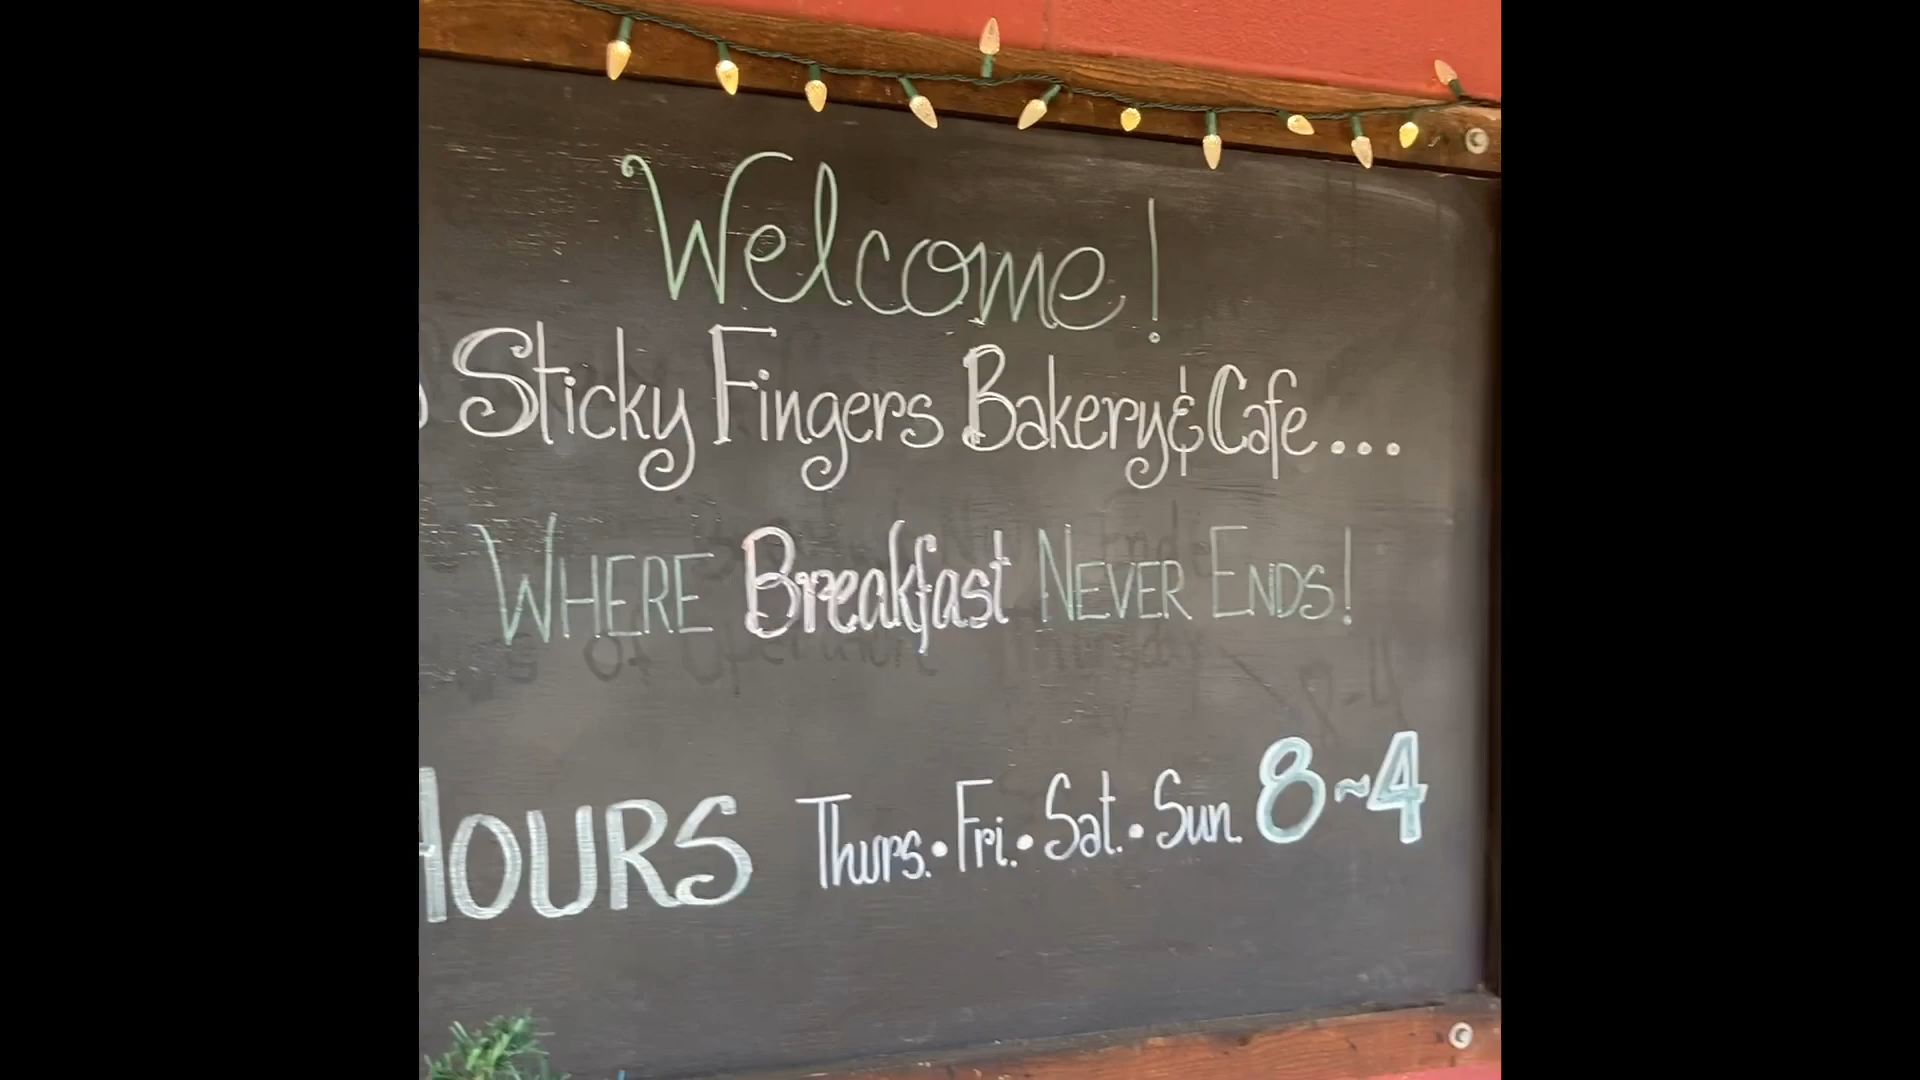 Welcome!
Sticky Fingers Bakery & Cafe...
WHERE Breakfast NEVER ENDS!
HOURS Thurs. • Fri. • Sat. • Sun. 8~4